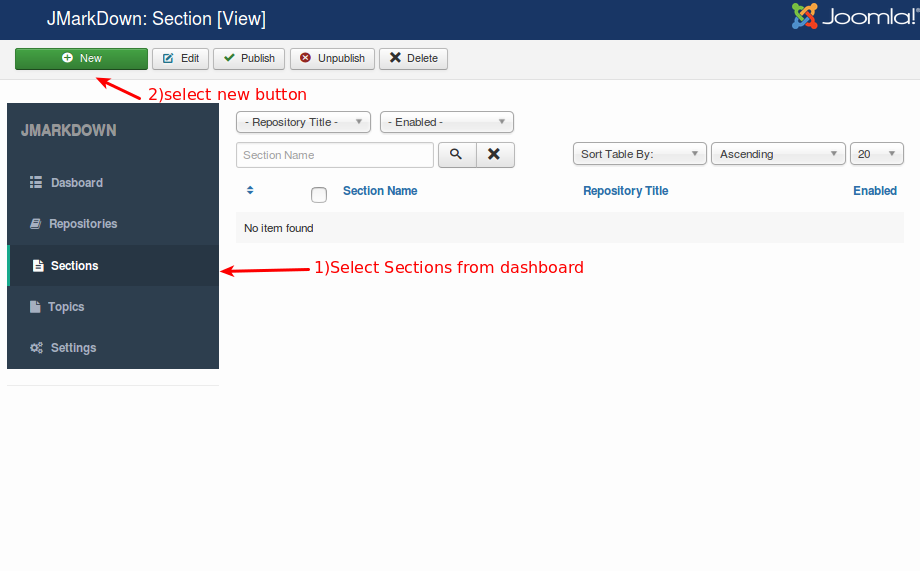 JMarkDown: Section [View]
Joomla!
New
Edit
Publish
Unpublish
Delete
2)select new button
JMARKDOWN
Dasboard
Repositories
Sections
Topics
Settings
- Repository Title -
- Enabled -
Section Name
Sort Table By:
Ascending
20
Section Name
Repository Title
Enabled
No item found
1)Select Sections from dashboard